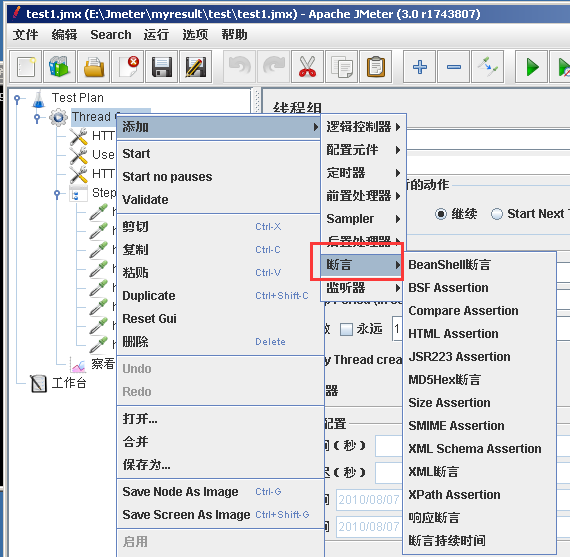 test1.jmx (E:\Jmeter\myresult\test\test1.jmx) - Apache JMeter (3.0 r1743807)
文件 编辑 Search 运行 选项 帮助
Test Plan
Thread
HTT
Use
HTT
Step
察看
工作台
线程组
的动作
继续 Start Next T
永远 1
y Thread crea
器
配置
间（秒）
迟（秒）
间 2010/08/07
间 2010/08/07
添加
Start
Start no pauses
Validate
剪切 Ctrl-X
复制 Ctrl-C
粘贴 Ctrl-V
Duplicate Ctrl+Shift-C
Reset Gui
删除 Delete
Undo
Redo
打开...
合并
保存为...
Save Node As Image Ctrl-G
Save Screen As Image Ctrl+Shift-G
启用
逻辑控制器
配置元件
定时器
前置处理器
Sampler
后置处理器
断言
监听器
BeanShell断言
BSF Assertion
Compare Assertion
HTML Assertion
JSR223 Assertion
MD5Hex断言
Size Assertion
SMIME Assertion
XML Schema Assertion
XML断言
XPath Assertion
响应断言
断言持续时间